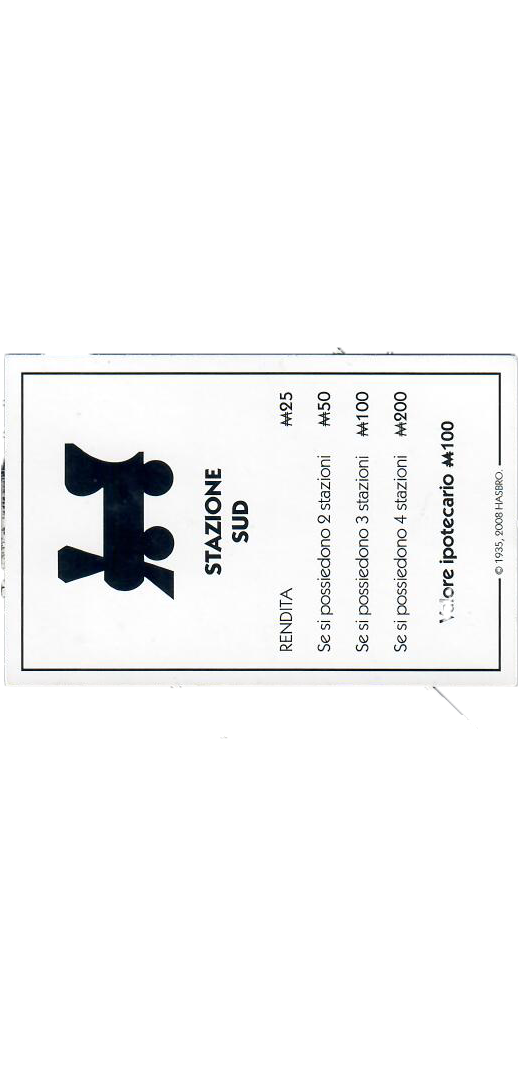 STAZIONE
SUD
RENDITA ₩25
Se si possiedono 2 stazioni ₩50
Se si possiedono 3 stazioni ₩100
Se si possiedono 4 stazioni ₩200
Valore ipotecario ₩100
© 1935, 2008 HASBRO.